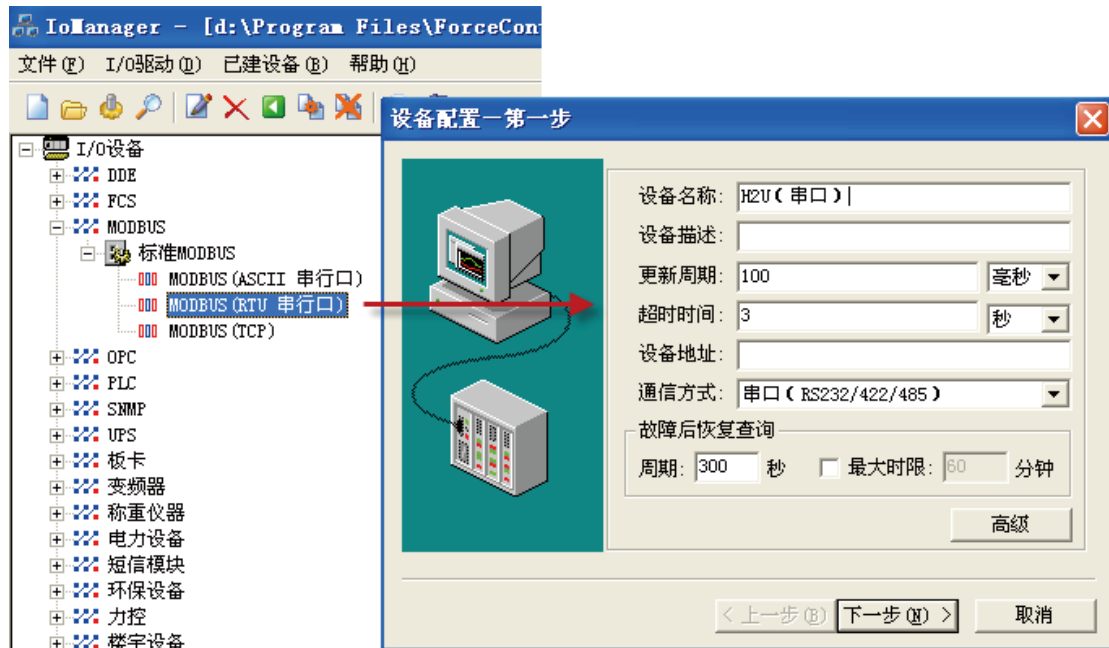 IoManager - [d:\Program Files\ForceCon
文件(F) I/O驱动(D) 已建设备(B) 帮助(H)
I/O设备
DDE
FCS
MODBUS
标准MODBUS
MODBUS(ASCII 串行口)
MODBUS(RTU 串行口)
MODBUS(TCP)
OPC
PLC
SNMP
UPS
板卡
变频器
称重仪器
电力设备
短信模块
环保设备
力控
楼宇设备
设备配置－第一步
设备名称: H2U(串口)
设备描述:
更新周期: 100 毫秒
超时时间: 3 秒
设备地址:
通信方式: 串口(RS232/422/485)
故障后恢复查询
周期: 300 秒 最大时限: 60 分钟
高级
< 上一步(B) 下一步(N) > 取消